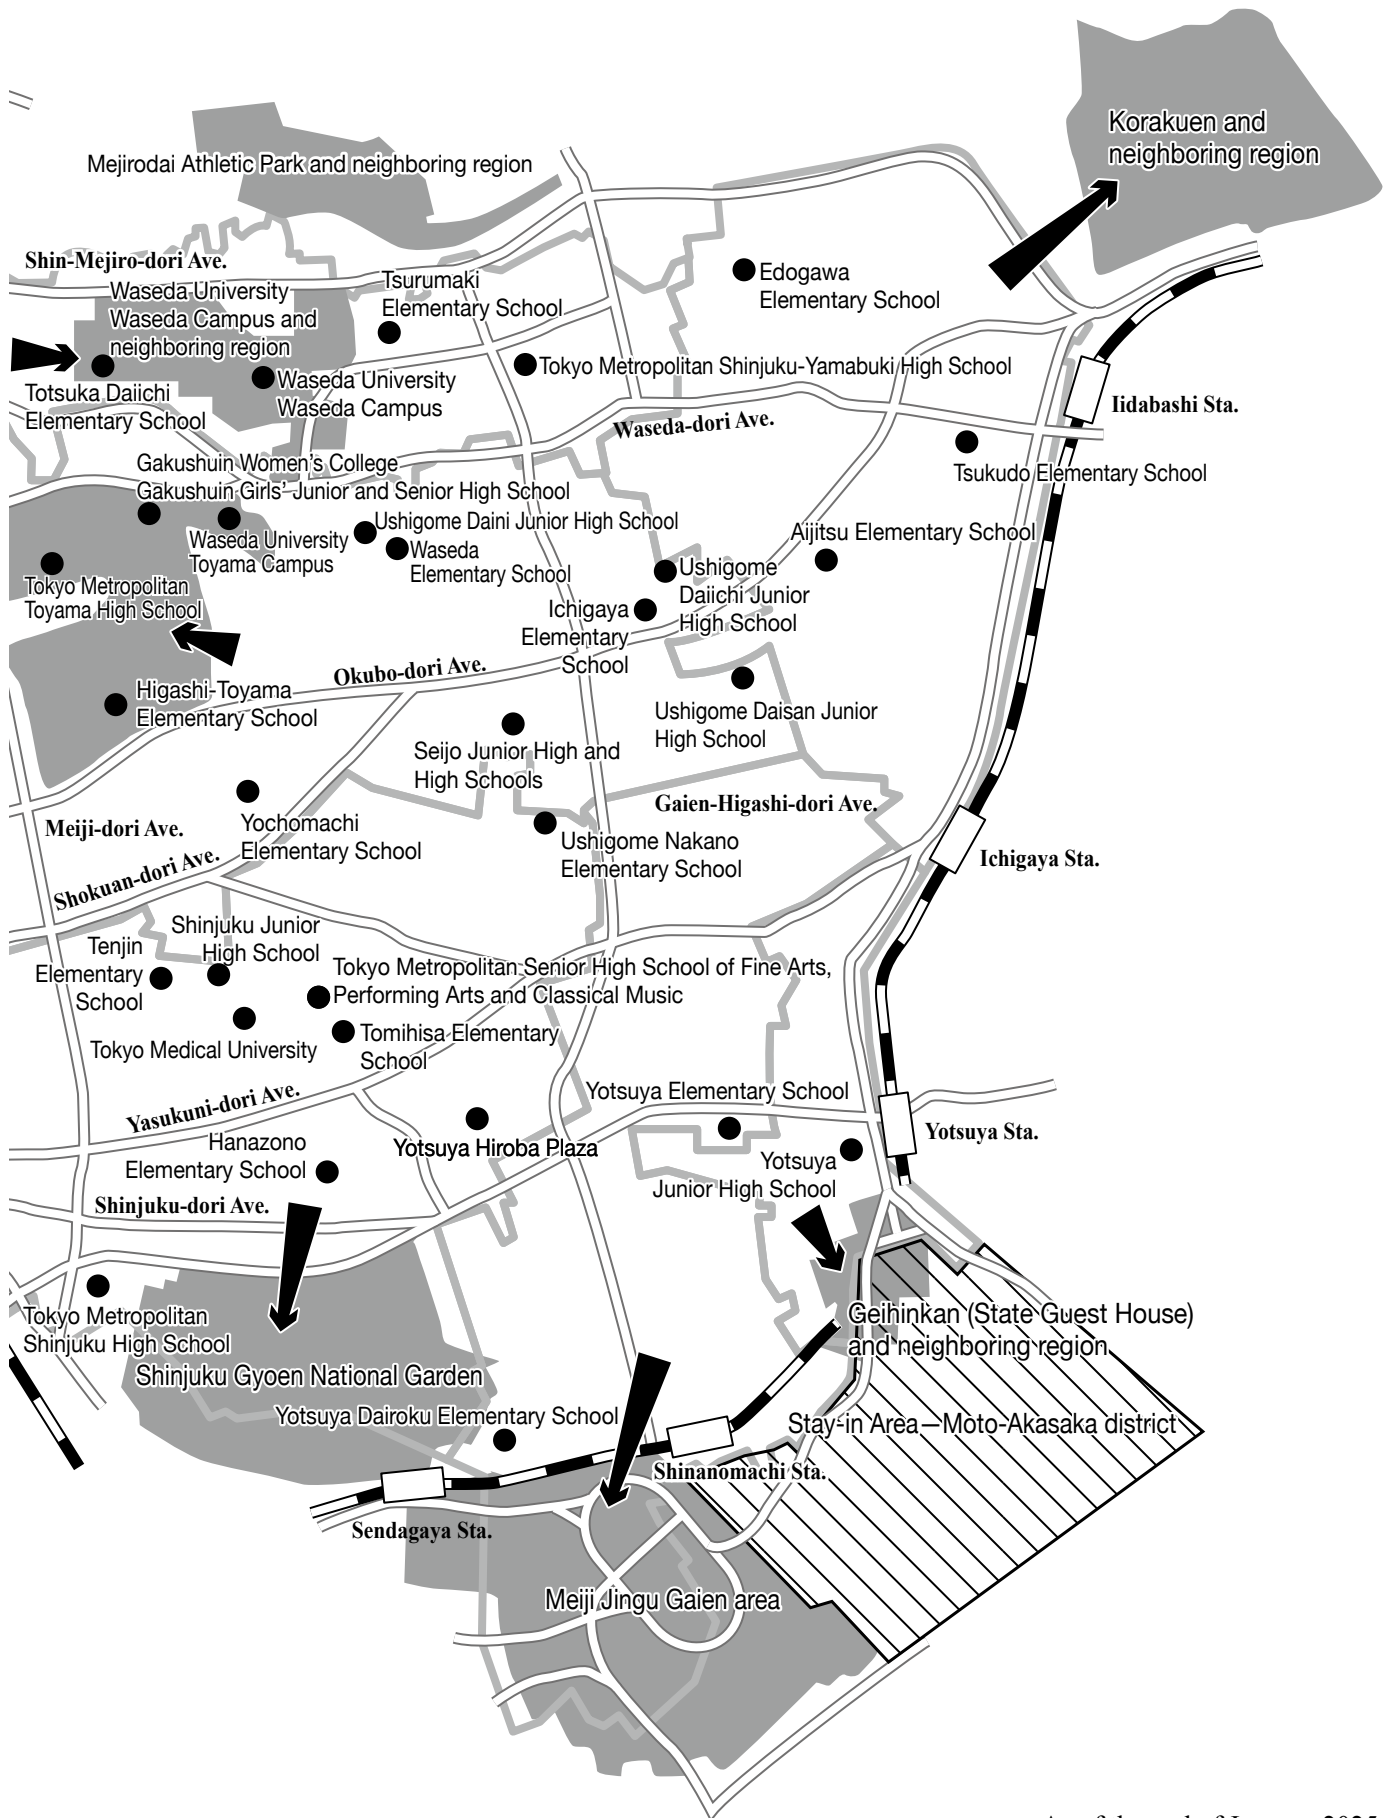 Korakuen and
neighboring region
Mejirodai Athletic Park and neighboring region
Shin-Mejiro-dori Ave.
Waseda University
Waseda Campus and
neighboring region
Tsurumaki
Elementary School
Edogawa
Elementary School
Totsuka Daiichi
Elementary School
Waseda University
Waseda Campus
Tokyo Metropolitan Shinjuku-Yamabuki High School
Iidabashi Sta.
Waseda-dori Ave.
Tsukudo Elementary School
Gakushuin Women's College
Gakushuin Girls' Junior and Senior High School
Waseda University
Toyama Campus
Ushigome Daini Junior High School
Waseda
Elementary School
Aijitsu Elementary School
Tokyo Metropolitan
Toyama High School
Ichigaya
Elementary
School
Ushigome
Daiichi Junior
High School
Okubo-dori Ave.
Higashi-Toyama
Elementary School
Ushigome Daisan Junior
High School
Seijo Junior High and
High Schools
Gaien-Higashi-dori Ave.
Meiji-dori Ave.
Yochomachi
Elementary School
Ushigome Nakano
Elementary School
Ichigaya Sta.
Shokuan-dori Ave.
Shinjuku Junior
High School
Tenjin
Elementary
School
Tokyo Metropolitan Senior High School of Fine Arts,
Performing Arts and Classical Music
Tokyo Medical University
Tomihisa Elementary
School
Yasukuni-dori Ave.
Yotsuya Elementary School
Yotsuya Sta.
Hanazono
Elementary School
Yotsuya Hiroba Plaza
Yotsuya
Junior High School
Shinjuku-dori Ave.
Tokyo Metropolitan
Shinjuku High School
Geihinkan (State Guest House)
and neighboring region
Shinjuku Gyoen National Garden
Yotsuya Dairoku Elementary School
Stay-in Area—Moto-Akasaka district
Shinanomachi Sta.
Sendagaya Sta.
Meiji Jingu Gaien area